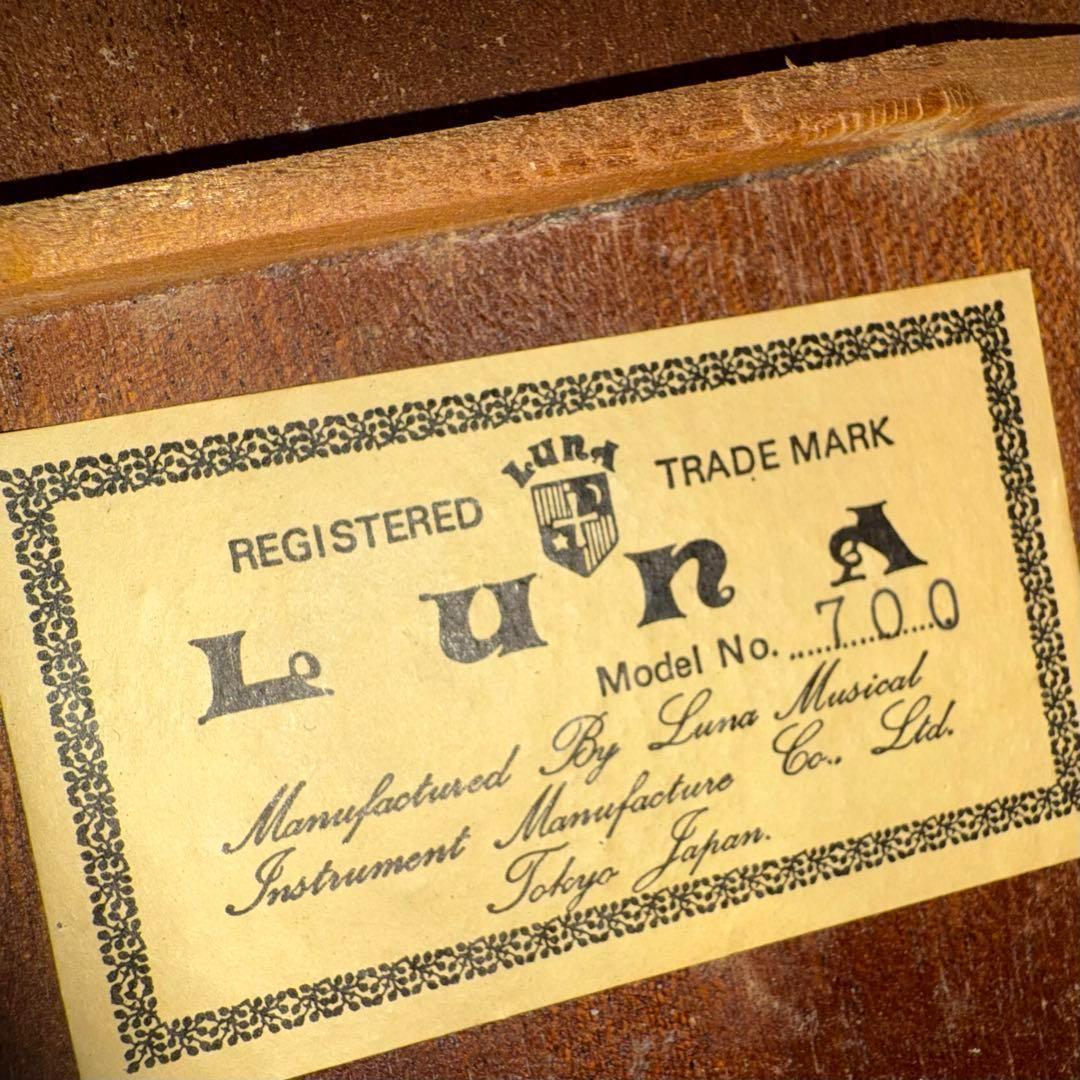 LUNA
REGISTERED TRADE MARK
LUNA
Model No. 700
Manufactured By Luna Musical
Instrument Manufacture Co., Ltd.
Tokyo Japan.